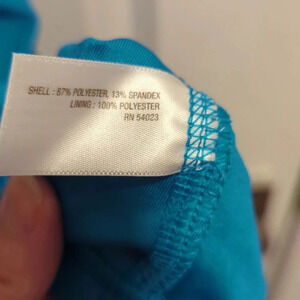 SHELL : 87% POLYESTER, 13% SPANDEX
LINING : 100% POLYESTER
RN 54023